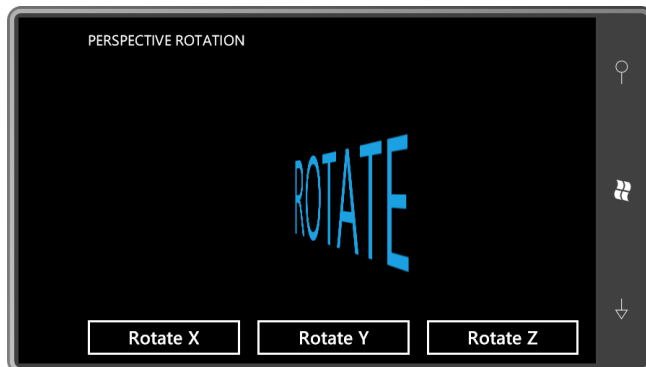 PERSPECTIVE ROTATION
ROTATE
Rotate X
Rotate Y
Rotate Z